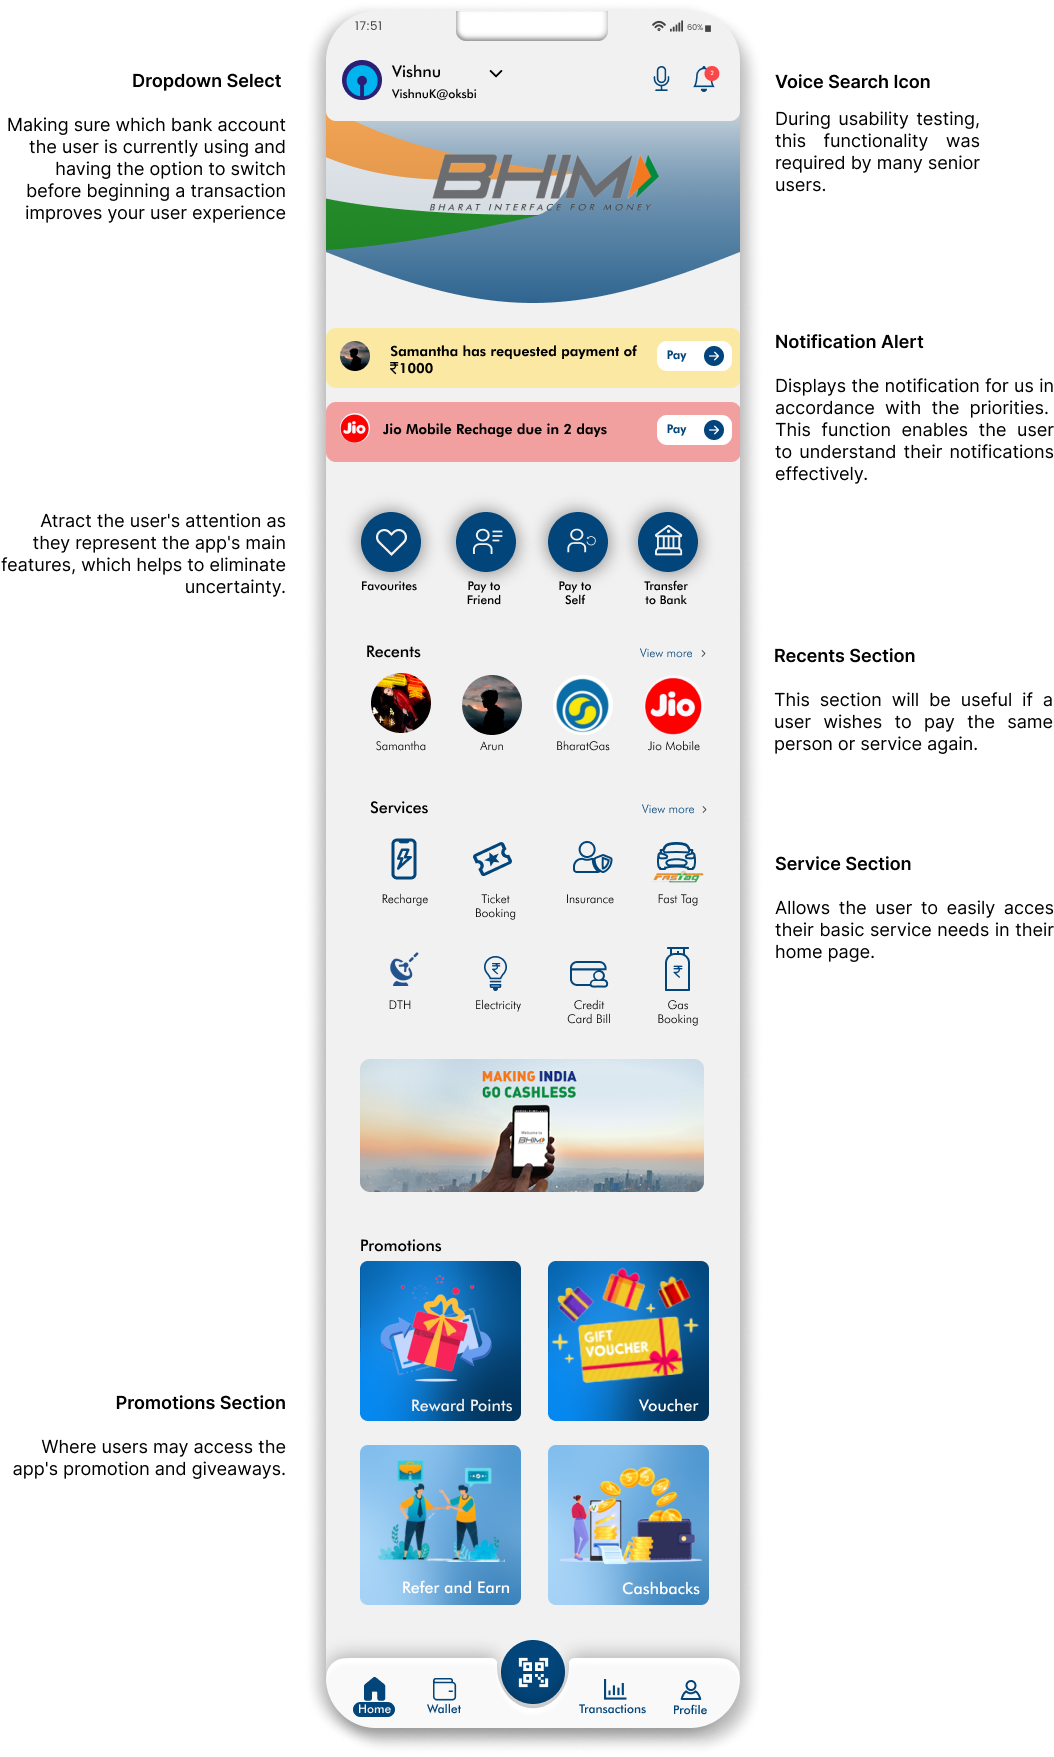 17:51
60%
Dropdown Select
Making sure which bank account
the user is currently using and
having the option to switch
before beginning a transaction
improves your user experience
Vishnu
VishnuK@oksbi
2
Voice Search Icon
During usability testing,
this functionality was
required by many senior
users.
BHIM
BHARAT INTERFACE FOR MONEY
Samantha has requested payment of
₹1000
Pay
Jio
Jio Mobile Rechage due in 2 days
Pay
Notification Alert
Displays the notification for us in
accordance with the priorities.
This function enables the user
to understand their notifications
effectively.
Atract the user's attention as
they represent the app's main
features, which helps to eliminate
uncertainty.
Favourites
Pay to
Friend
Pay to
Self
Transfer
to Bank
Recents
View more
Jio
Samantha
Arun
BharatGas
Jio Mobile
Recents Section
This section will be useful if a
user wishes to pay the same
person or service again.
Services
View more
FASTag
Recharge
Ticket
Booking
Insurance
Fast Tag
₹
₹
DTH
Electricity
Credit
Card Bill
Gas
Booking
Service Section
Allows the user to easily acces
their basic service needs in their
home page.
MAKING INDIA
GO CASHLESS
Welcome to
BHIM
Promotions
Reward Points
GIFT
VOUCHER
Voucher
Promotions Section
Where users may access the
app's promotion and giveaways.
Refer and Earn
Cashbacks
Home
Wallet
Transactions
Profile